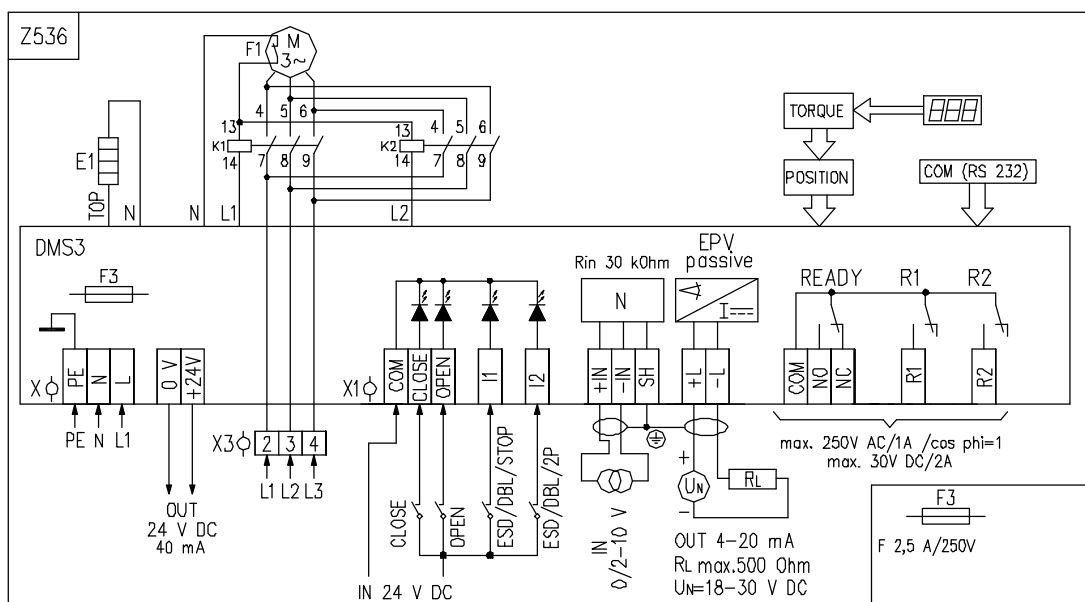 Z536
F1
M
3~
4
5
6
13
K1
14
7
8
9
13
K2
14
4
5
6
7
8
9
E1
TOP
N
N
L1
L2
TORQUE
POSITION
COM (RS 232)
DMS3
F3
Rin 30 kOhm
N
EPV
passive
I
READY
R1
R2
X
PE
N
L
0 V
+24V
X1
COM
CLOSE
OPEN
I1
I2
+IN
-IN
SH
+L
-L
COM
NO
NC
R1
R2
PE N L1
X3
2
3
4
L1 L2 L3
OUT
24 V DC
40 mA
CLOSE
OPEN
ESD/DBL/STOP
ESD/DBL/2P
IN 24 V DC
IN
0/2-10 V
+
UN
-
RL
OUT 4-20 mA
RL max.500 Ohm
UN=18-30 V DC
max. 250V AC/1A /cos phi=1
max. 30V DC/2A
F3
F 2,5 A/250V